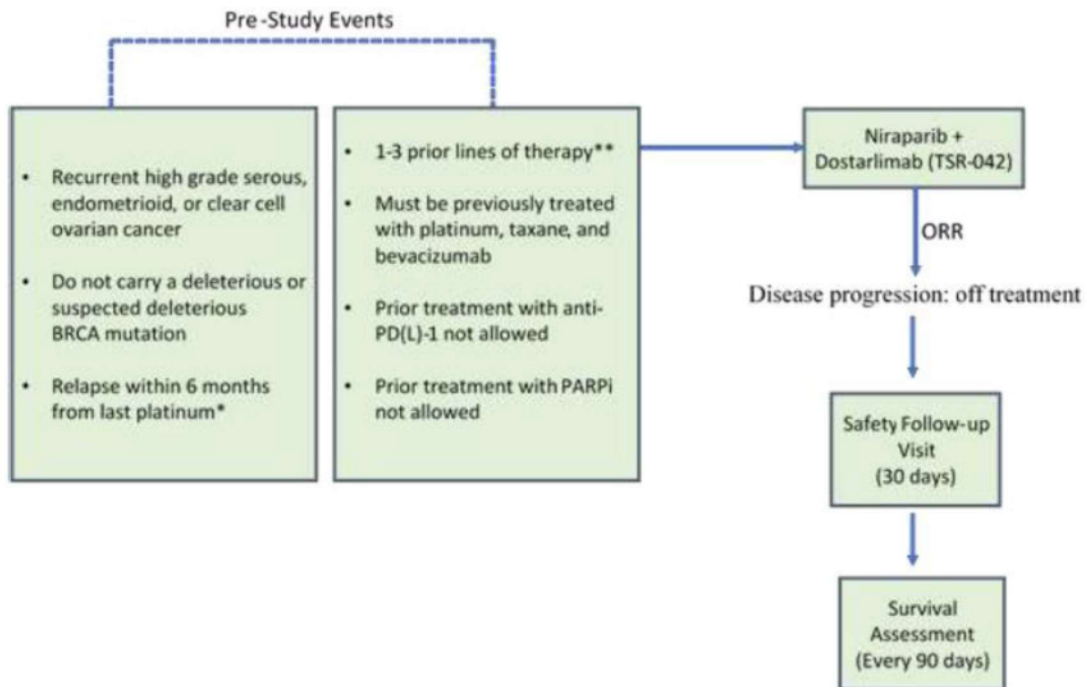 Pre-Study Events
• Recurrent high grade serous,
endometrioid, or clear cell
ovarian cancer
• Do not carry a deleterious or
suspected deleterious
BRCA mutation
• Relapse within 6 months
from last platinum*
• 1-3 prior lines of therapy**
• Must be previously treated
with platinum, taxane, and
bevacizumab
• Prior treatment with anti-
PD(L)-1 not allowed
• Prior treatment with PARPi
not allowed
Niraparib +
Dostarlimab (TSR-042)
ORR
Disease progression: off treatment
Safety Follow-up
Visit
(30 days)
Survival
Assessment
(Every 90 days)